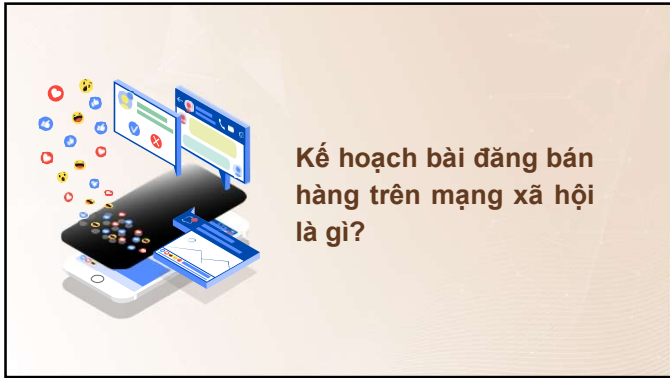 Kế hoạch bài đăng bán
hàng trên mạng xã hội
là gì?